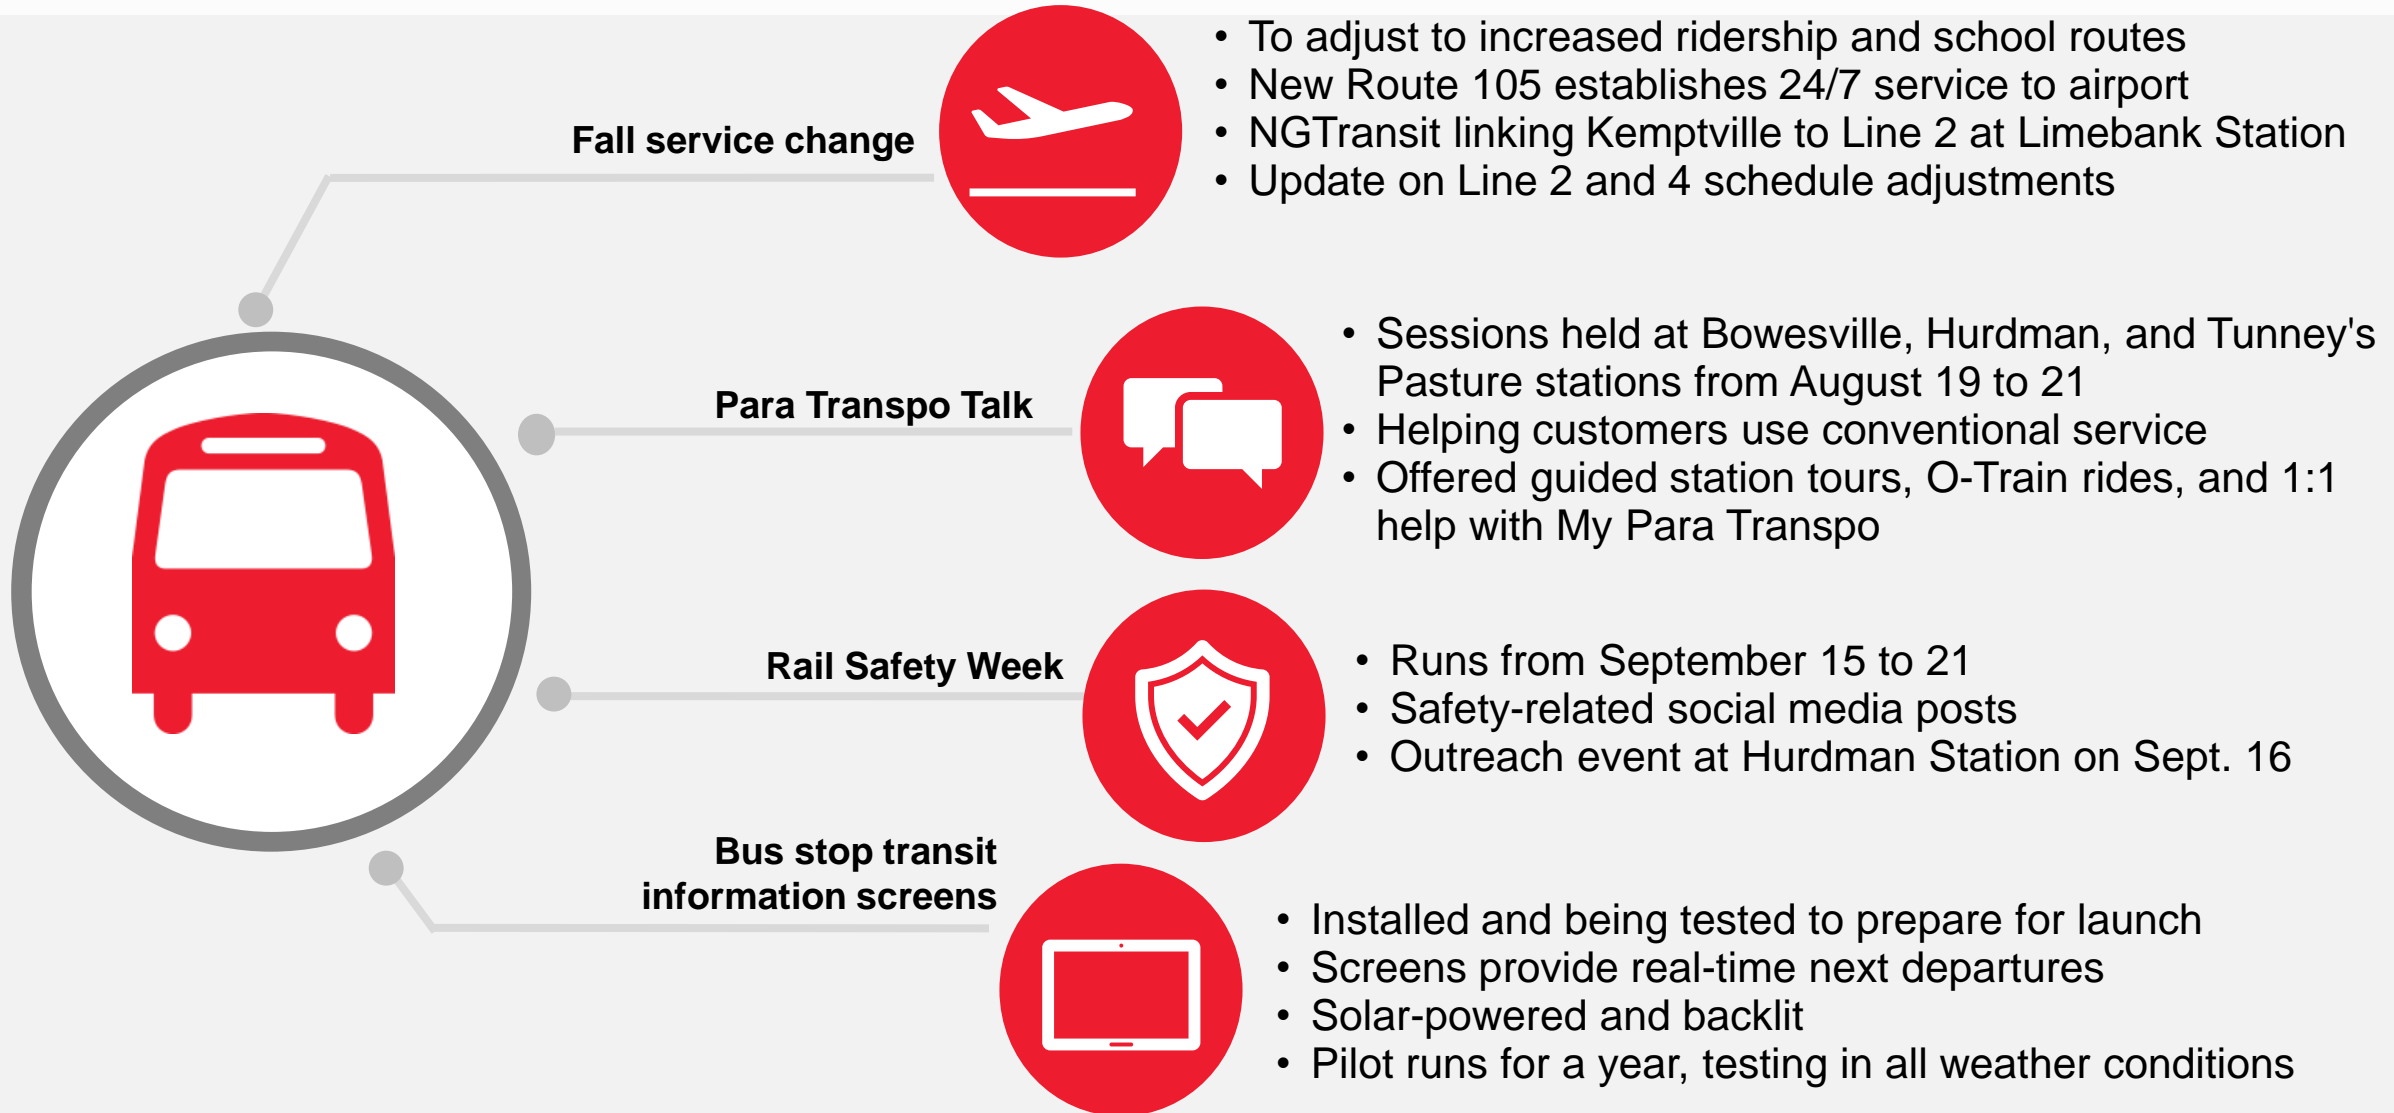 Fall service change
• To adjust to increased ridership and school routes
• New Route 105 establishes 24/7 service to airport
• NGTransit linking Kemptville to Line 2 at Limebank Station
• Update on Line 2 and 4 schedule adjustments
Para Transpo Talk
• Sessions held at Bowesville, Hurdman, and Tunney's
Pasture stations from August 19 to 21
• Helping customers use conventional service
• Offered guided station tours, O-Train rides, and 1:1
help with My Para Transpo
Rail Safety Week
• Runs from September 15 to 21
• Safety-related social media posts
• Outreach event at Hurdman Station on Sept. 16
Bus stop transit
information screens
• Installed and being tested to prepare for launch
• Screens provide real-time next departures
• Solar-powered and backlit
• Pilot runs for a year, testing in all weather conditions